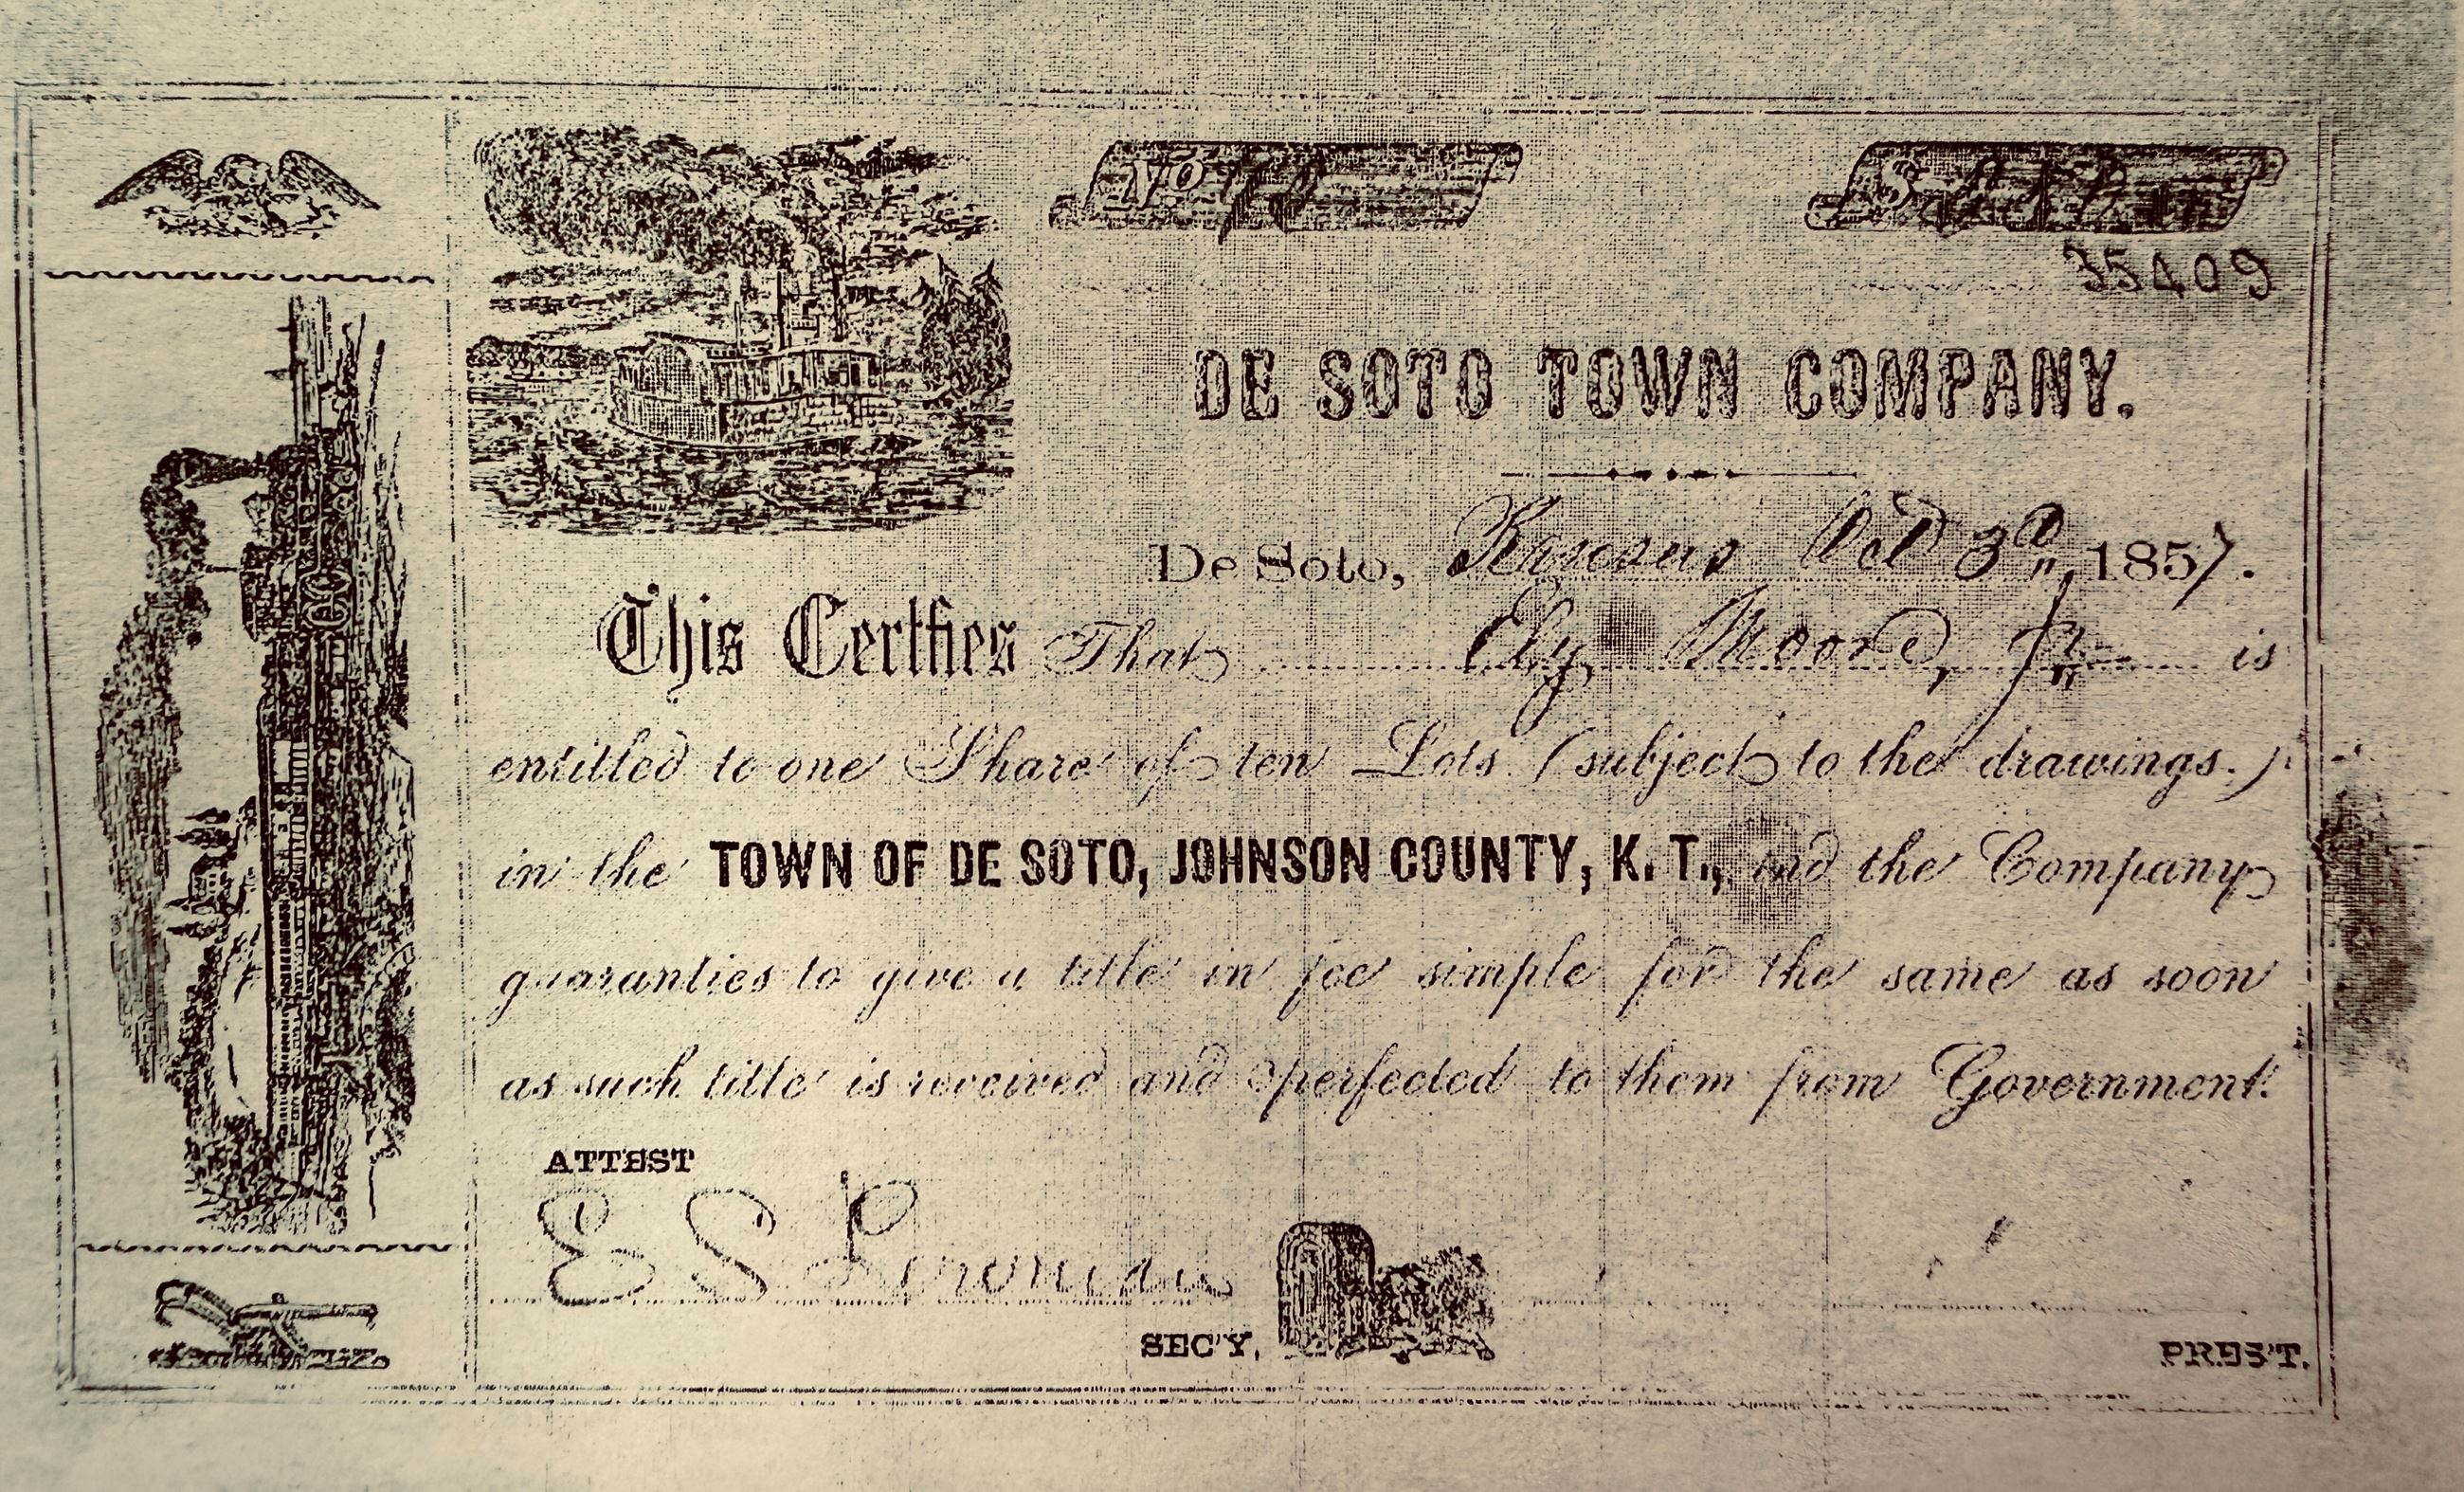 No
35409
DE SOTO TOWN COMPANY.
De Soto, Kansas Oct 3d, 1857.
This Certfies That Ely Moore, Jr is
entitled to one Share of ten Lots (subject to the drawings.)
in the TOWN OF DE SOTO, JOHNSON COUNTY, K. T., and the Company
guaranties to give a title in fee simple for the same as soon
as such title is received and perfected to them from Government.
ATTEST
E S
SEC'Y,
PRES'T.